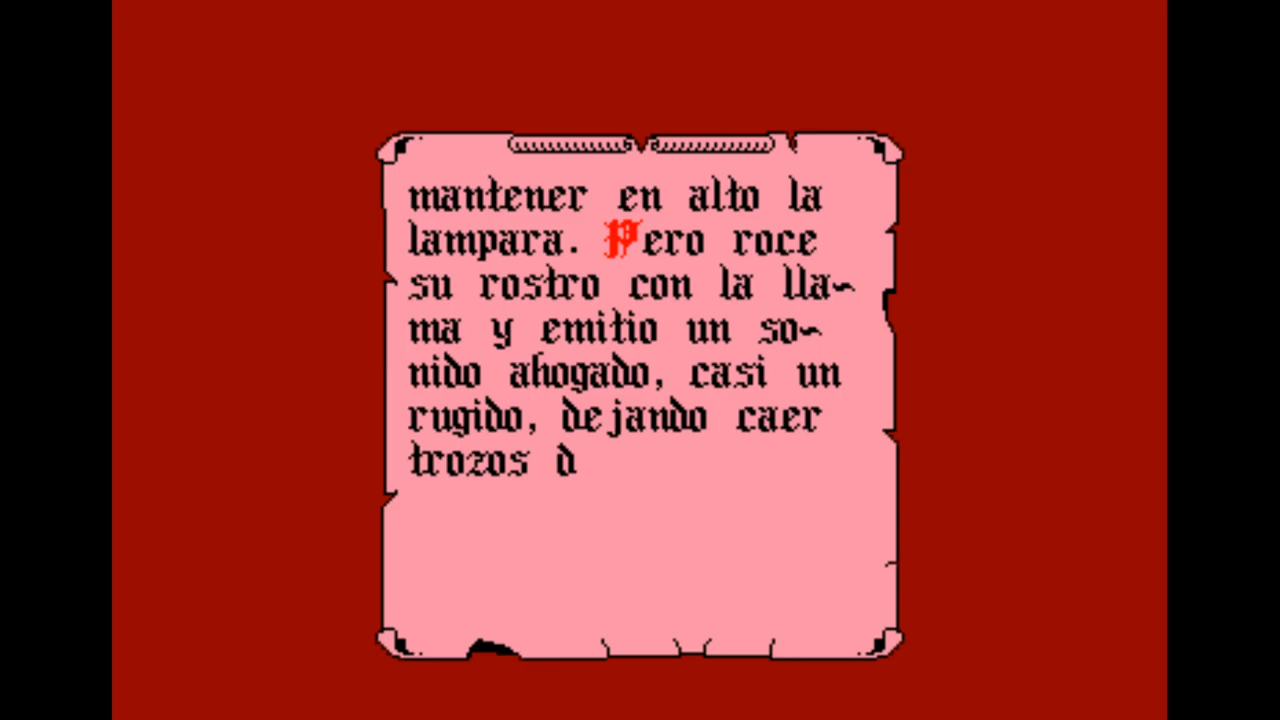 mantener en alto la
lampara. Pero roce
su rostro con la lla~
ma y emitio un so~
nido ahogado, casi un
rugido, dejando caer
trozos d